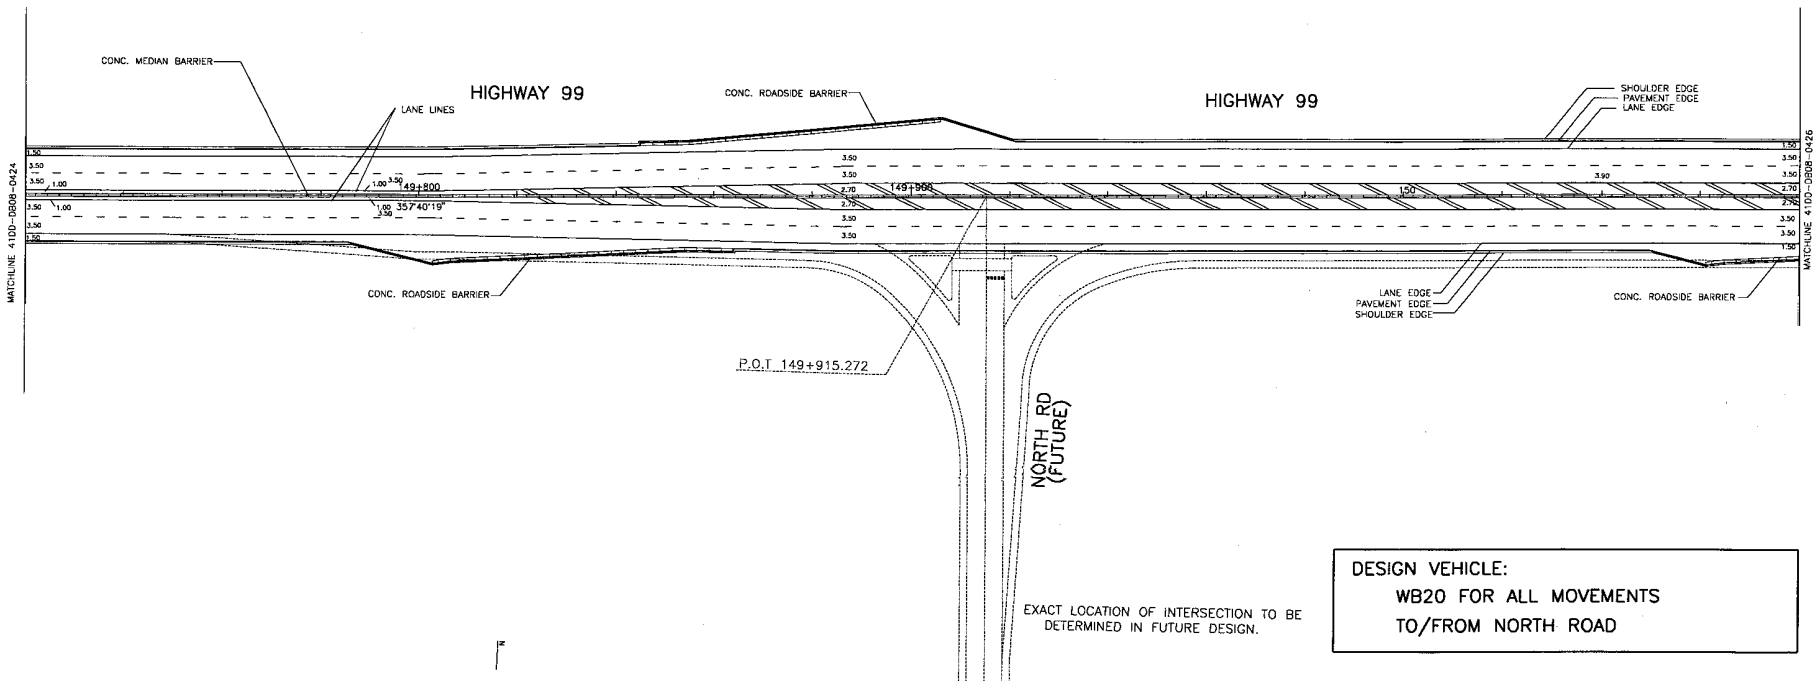 CONC. MEDIAN BARRIER
LANE LINES
HIGHWAY 99
CONC. ROADSIDE BARRIER
HIGHWAY 99
SHOULDER EDGE
PAVEMENT EDGE
LANE EDGE
MATCHLINE 41DD-DB06-0424
MATCHLINE 41DD-DB08-0426
1.50
3.50
3.50
1.00
1.00
3.50
149+800
3.50
3.50
2.70
149+900
1.50
3.90
1.50
3.50
3.50
2.70
3.50
1.00
3.50
1.50
1.00
3.50
357°40'19"
2.70
3.50
3.50
2.70
3.50
1.50
CONC. ROADSIDE BARRIER
LANE EDGE
PAVEMENT EDGE
SHOULDER EDGE
CONC. ROADSIDE BARRIER
P.O.T 149+915.272
NORTH RD
(FUTURE)
EXACT LOCATION OF INTERSECTION TO BE
DETERMINED IN FUTURE DESIGN.
N
DESIGN VEHICLE:
WB20 FOR ALL MOVEMENTS
TO/FROM NORTH ROAD